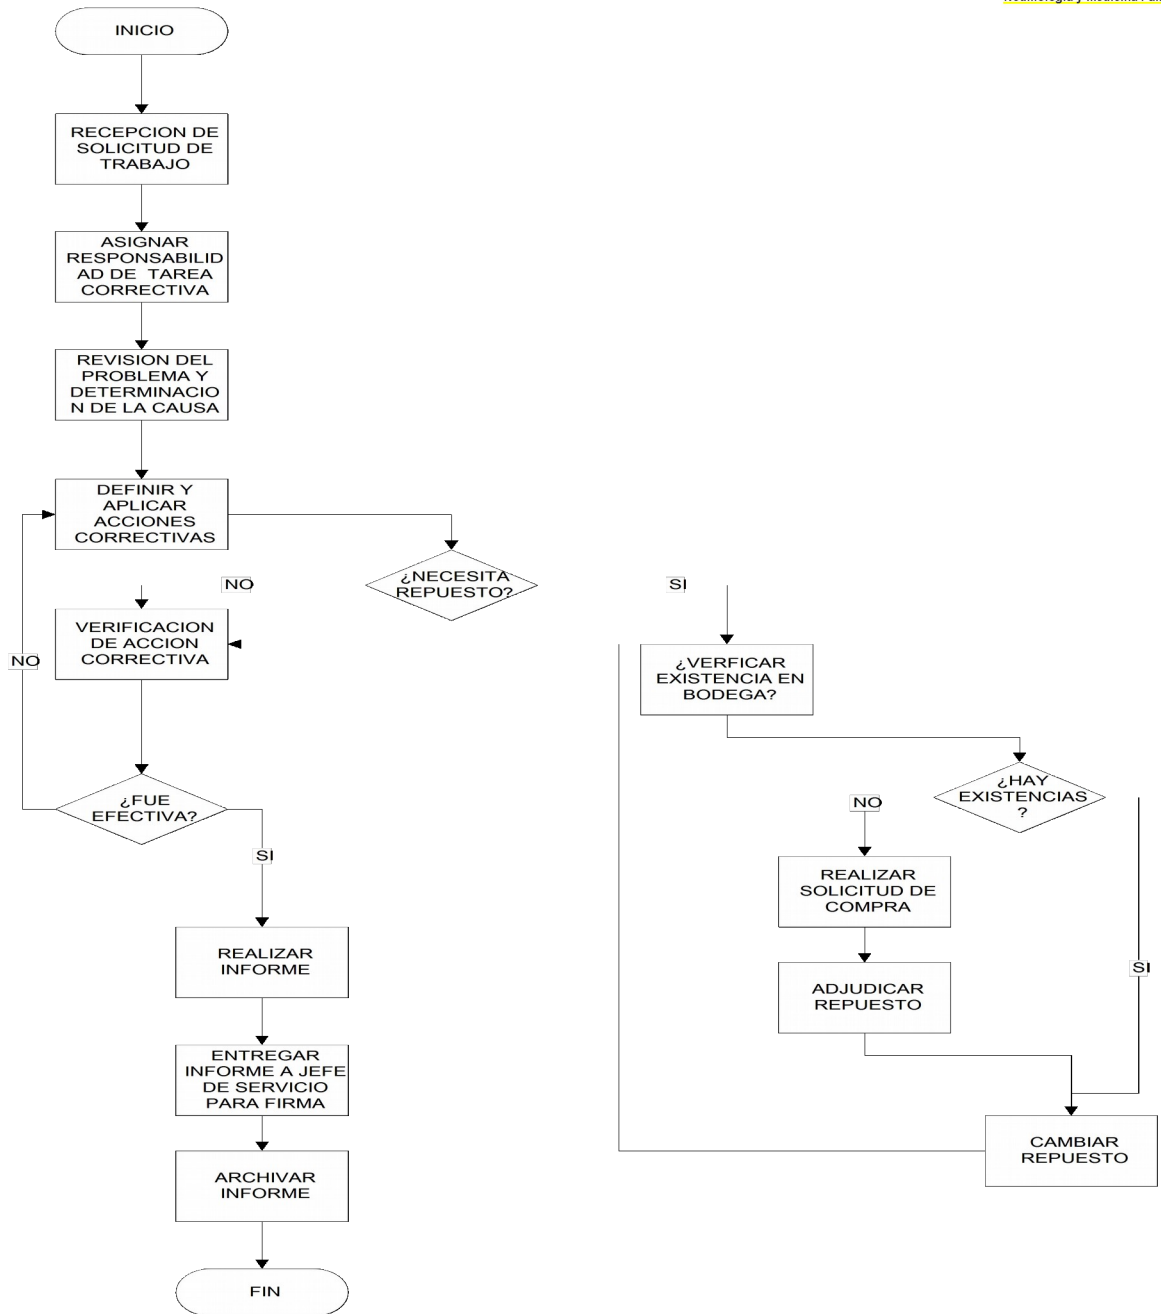 INICIO
RECEPCION DE
SOLICITUD DE
TRABAJO
ASIGNAR
RESPONSABILID
AD DE TAREA
CORRECTIVA
REVISION DEL
PROBLEMA Y
DETERMINACIO
N DE LA CAUSA
DEFINIR Y
APLICAR
ACCIONES
CORRECTIVAS
¿NECESITA
REPUESTO?
NO
SI
VERIFICACION
DE ACCION
CORRECTIVA
NO
¿VERFICAR
EXISTENCIA EN
BODEGA?
¿HAY
EXISTENCIAS
?
¿FUE
EFECTIVA?
NO
SI
REALIZAR
SOLICITUD DE
COMPRA
REALIZAR
INFORME
ADJUDICAR
REPUESTO
SI
ENTREGAR
INFORME A JEFE
DE SERVICIO
PARA FIRMA
CAMBIAR
REPUESTO
ARCHIVAR
INFORME
FIN